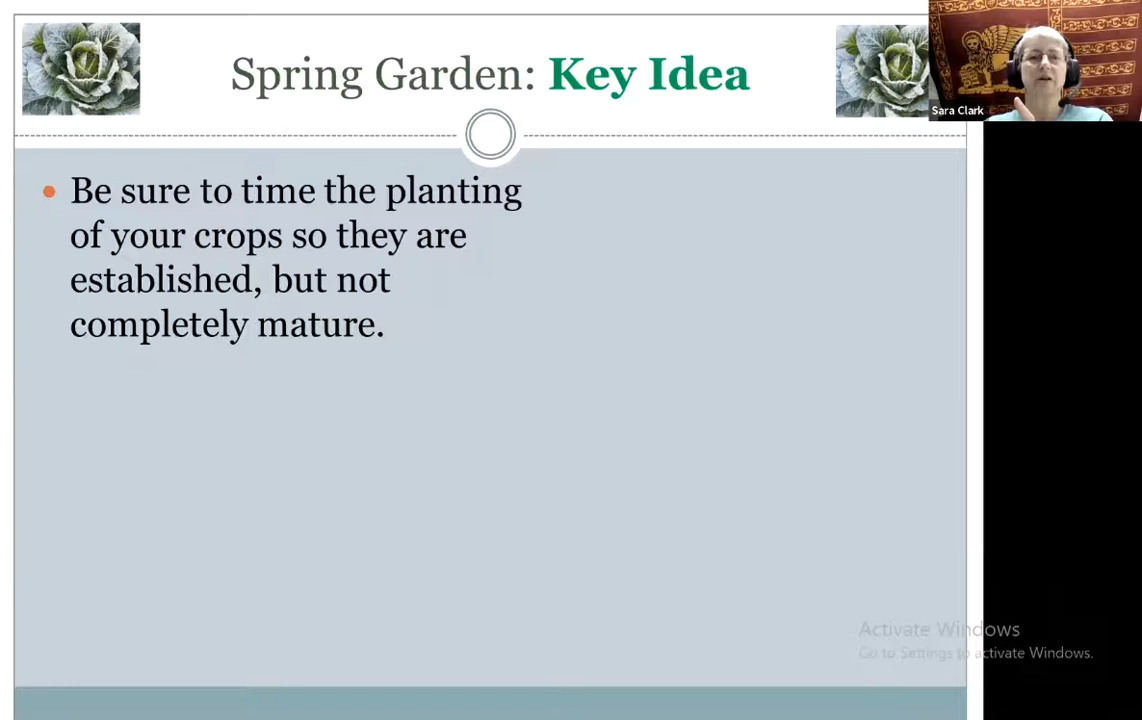 Spring Garden: Key Idea
Sara Clark
Be sure to time the planting
of your crops so they are
established, but not
completely mature.
Activate Windows
Go to Settings to activate Windows.